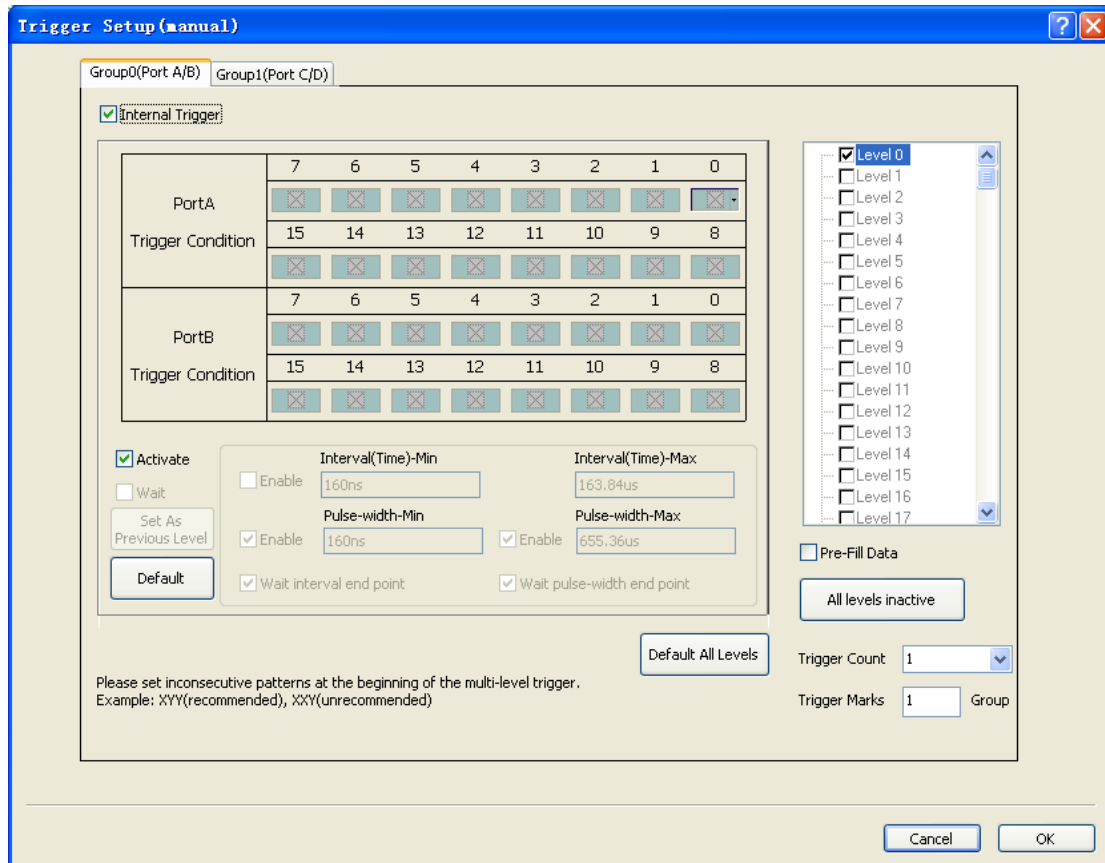 Trigger Setup(manual)
Group0(Port A/B) Group1(Port C/D)
Internal Trigger
7 6 5 4 3 2 1 0
PortA
Trigger Condition
15 14 13 12 11 10 9 8
7 6 5 4 3 2 1 0
PortB
Trigger Condition
15 14 13 12 11 10 9 8
Activate
Wait
Set As
Previous Level
Default
Interval(Time)-Min
Interval(Time)-Max
Enable
160ns
163.84us
Pulse-width-Min
Pulse-width-Max
Enable
160ns
Enable
655.36us
Wait interval end point
Wait pulse-width end point
Default All Levels
Please set inconsecutive patterns at the beginning of the multi-level trigger.
Example: XYY(recommended), XXY(unrecommended)
Level 0
Level 1
Level 2
Level 3
Level 4
Level 5
Level 6
Level 7
Level 8
Level 9
Level 10
Level 11
Level 12
Level 13
Level 14
Level 15
Level 16
Level 17
Pre-Fill Data
All levels inactive
Trigger Count 1
Trigger Marks 1 Group
Cancel
OK